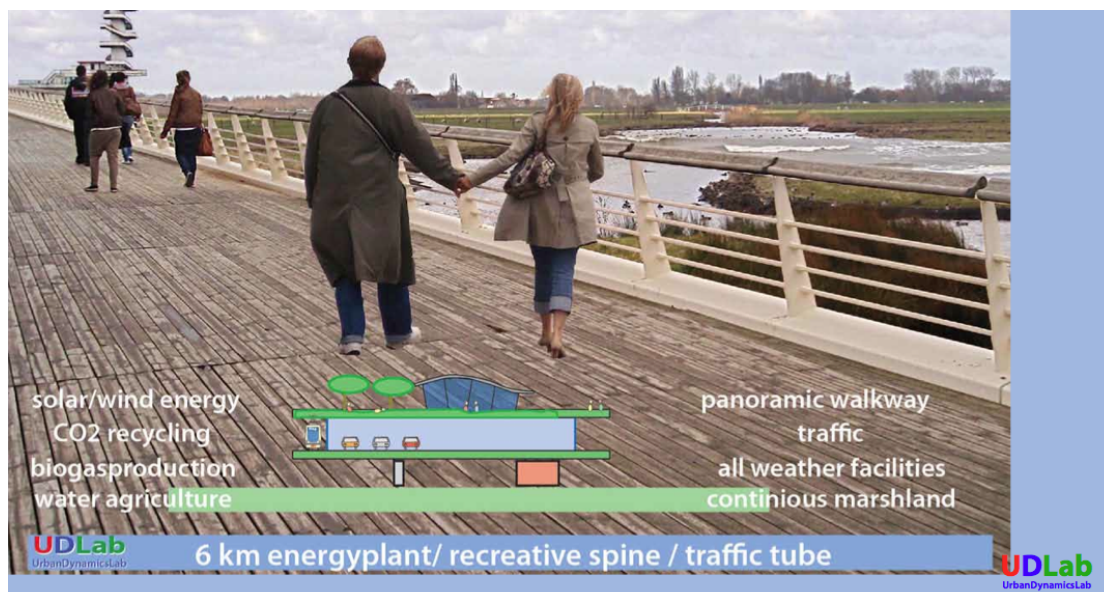 solar/wind energy
CO2 recycling
biogasproduction
water agriculture
panoramic walkway
traffic
all weather facilities
continious marshland
UDLab
UrbanDynamicsLab
6 km energyplant/ recreative spine / traffic tube
UDLab
UrbanDynamicsLab